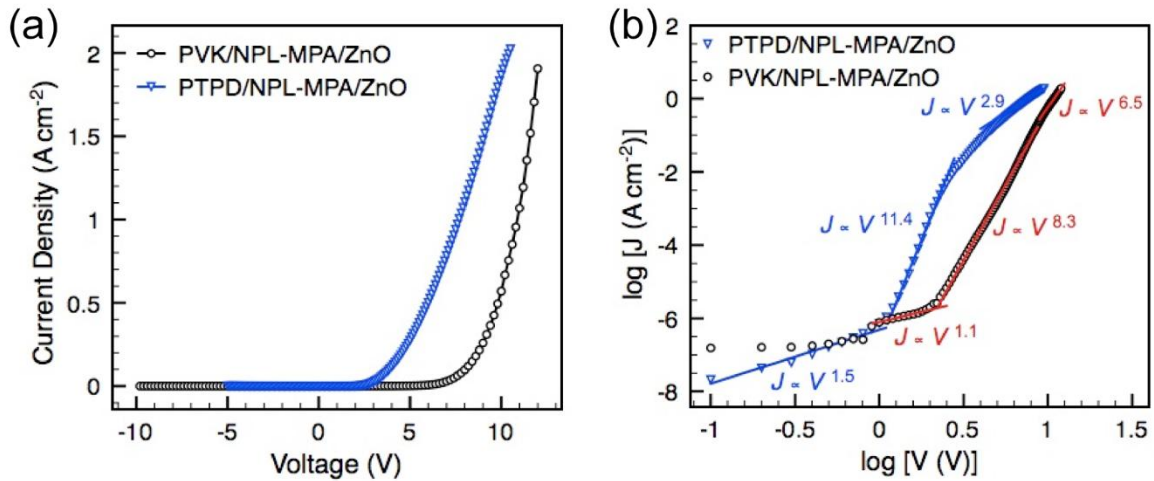 (a)
PVK/NPL-MPA/ZnO
PTPD/NPL-MPA/ZnO
Current Density (A cm-2)
2
1.5
1
0.5
0
-10 -5 0 5 10
Voltage (V)
(b)
PTPD/NPL-MPA/ZnO
PVK/NPL-MPA/ZnO
J ∝ V 2.9
J ∝ V 6.5
J ∝ V 11.4
J ∝ V 8.3
J ∝ V 1.1
J ∝ V 1.5
log [J (A cm-2)]
2
0
-2
-4
-6
-8
-1 -0.5 0 0.5 1 1.5
log [V (V)]